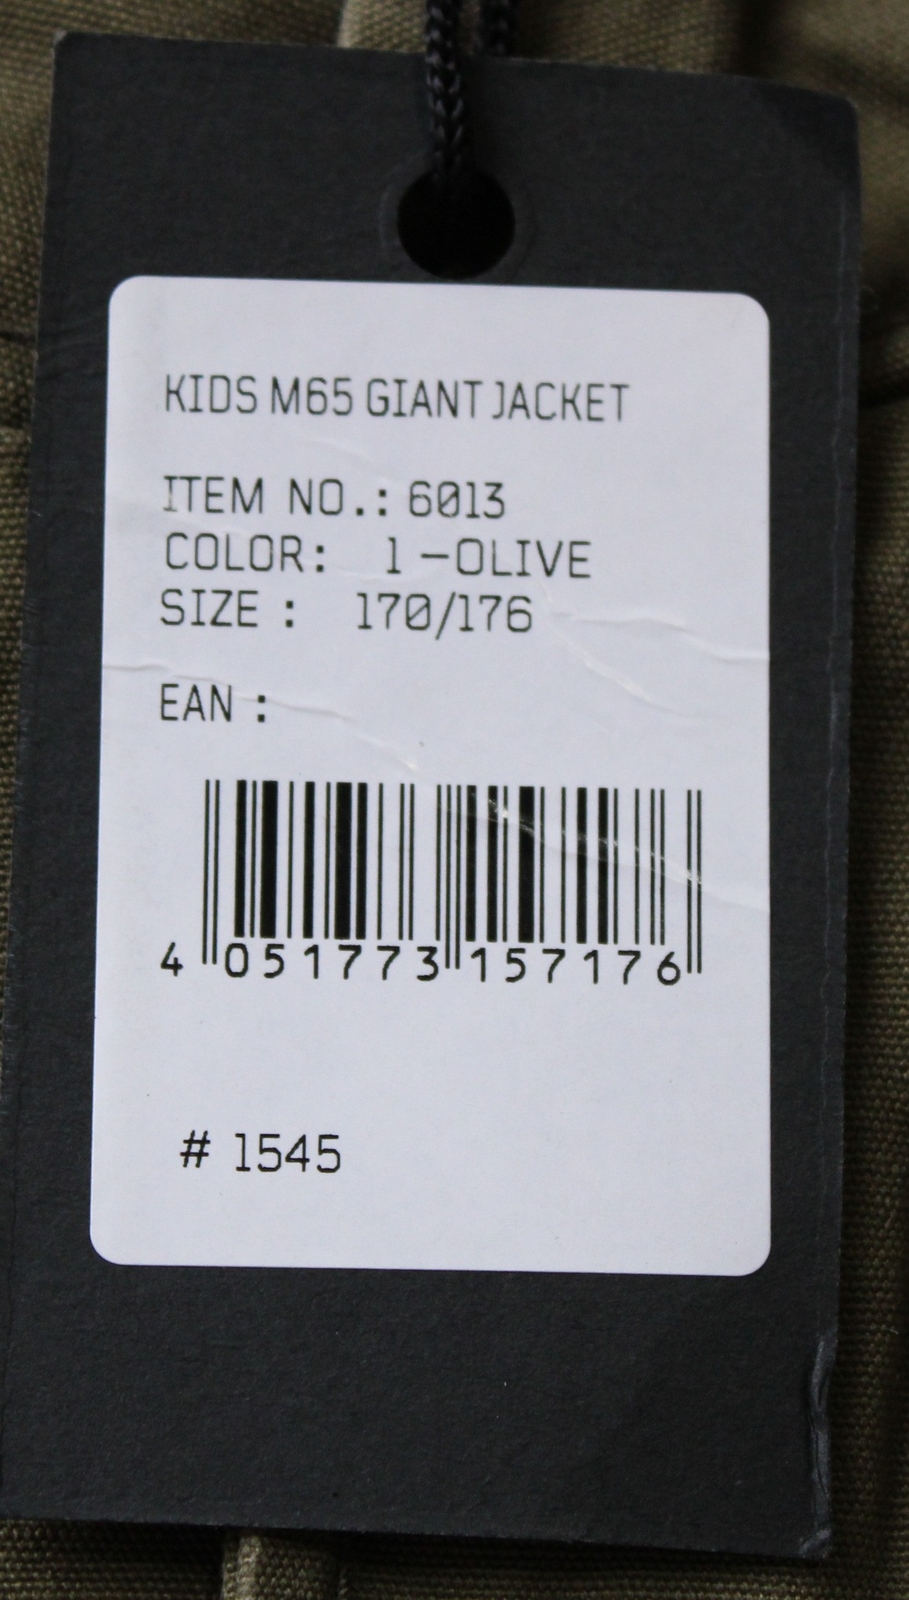 KIDS M65 GIANT JACKET
ITEM NO.: 6013
COLOR: 1 -OLIVE
SIZE : 170/176
EAN :
4 051773 157176
# 1545